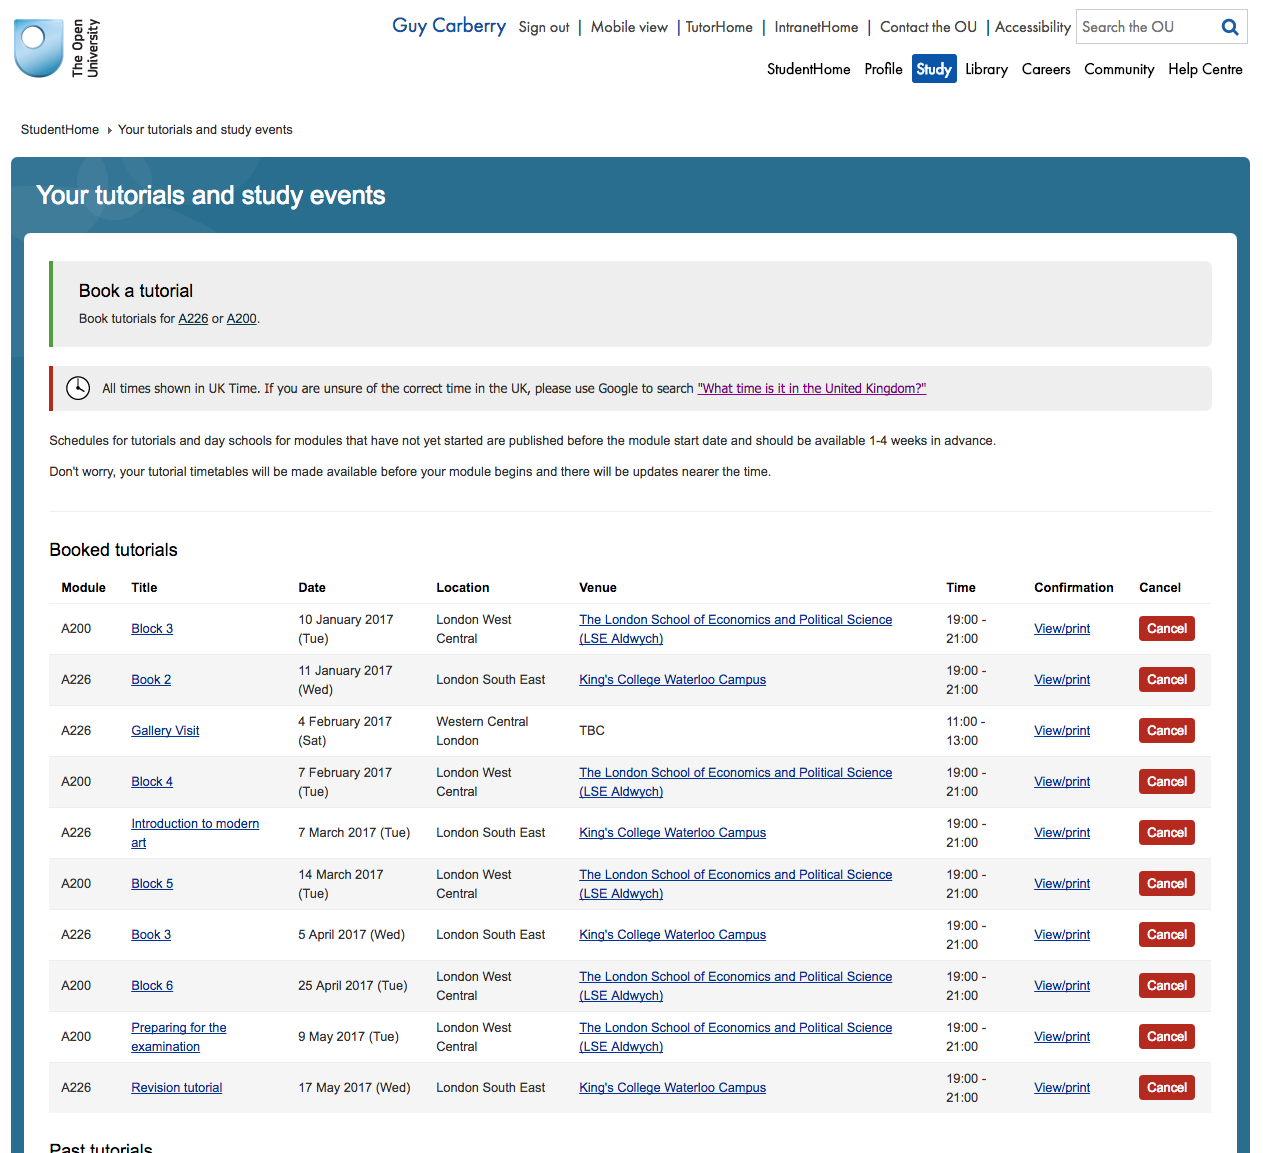 The Open
University
Guy Carberry Sign out | Mobile view | TutorHome | IntranetHome | Contact the OU | Accessibility Search the OU
StudentHome Profile Study Library Careers Community Help Centre
StudentHome Your tutorials and study events
Your tutorials and study events
Book a tutorial
Book tutorials for A226 or A200.
All times shown in UK Time. If you are unsure of the correct time in the UK, please use Google to search "What time is it in the United Kingdom?"
Schedules for tutorials and day schools for modules that have not yet started are published before the module start date and should be available 1-4 weeks in advance.
Don't worry, your tutorial timetables will be made available before your module begins and there will be updates nearer the time.
Booked tutorials
Module Title Date Location Venue Time Confirmation Cancel
A200 Block 3 10 January 2017 (Tue) London West Central The London School of Economics and Political Science (LSE Aldwych) 19:00 - 21:00 View/print Cancel
A226 Book 2 11 January 2017 (Wed) London South East King's College Waterloo Campus 19:00 - 21:00 View/print Cancel
A226 Gallery Visit 4 February 2017 (Sat) Western Central London TBC 11:00 - 13:00 View/print Cancel
A200 Block 4 7 February 2017 (Tue) London West Central The London School of Economics and Political Science (LSE Aldwych) 19:00 - 21:00 View/print Cancel
A226 Introduction to modern art 7 March 2017 (Tue) London South East King's College Waterloo Campus 19:00 - 21:00 View/print Cancel
A200 Block 5 14 March 2017 (Tue) London West Central The London School of Economics and Political Science (LSE Aldwych) 19:00 - 21:00 View/print Cancel
A226 Book 3 5 April 2017 (Wed) London South East King's College Waterloo Campus 19:00 - 21:00 View/print Cancel
A200 Block 6 25 April 2017 (Tue) London West Central The London School of Economics and Political Science (LSE Aldwych) 19:00 - 21:00 View/print Cancel
A200 Preparing for the examination 9 May 2017 (Tue) London West Central The London School of Economics and Political Science (LSE Aldwych) 19:00 - 21:00 View/print Cancel
A226 Revision tutorial 17 May 2017 (Wed) London South East King's College Waterloo Campus 19:00 - 21:00 View/print Cancel
Past tutorials